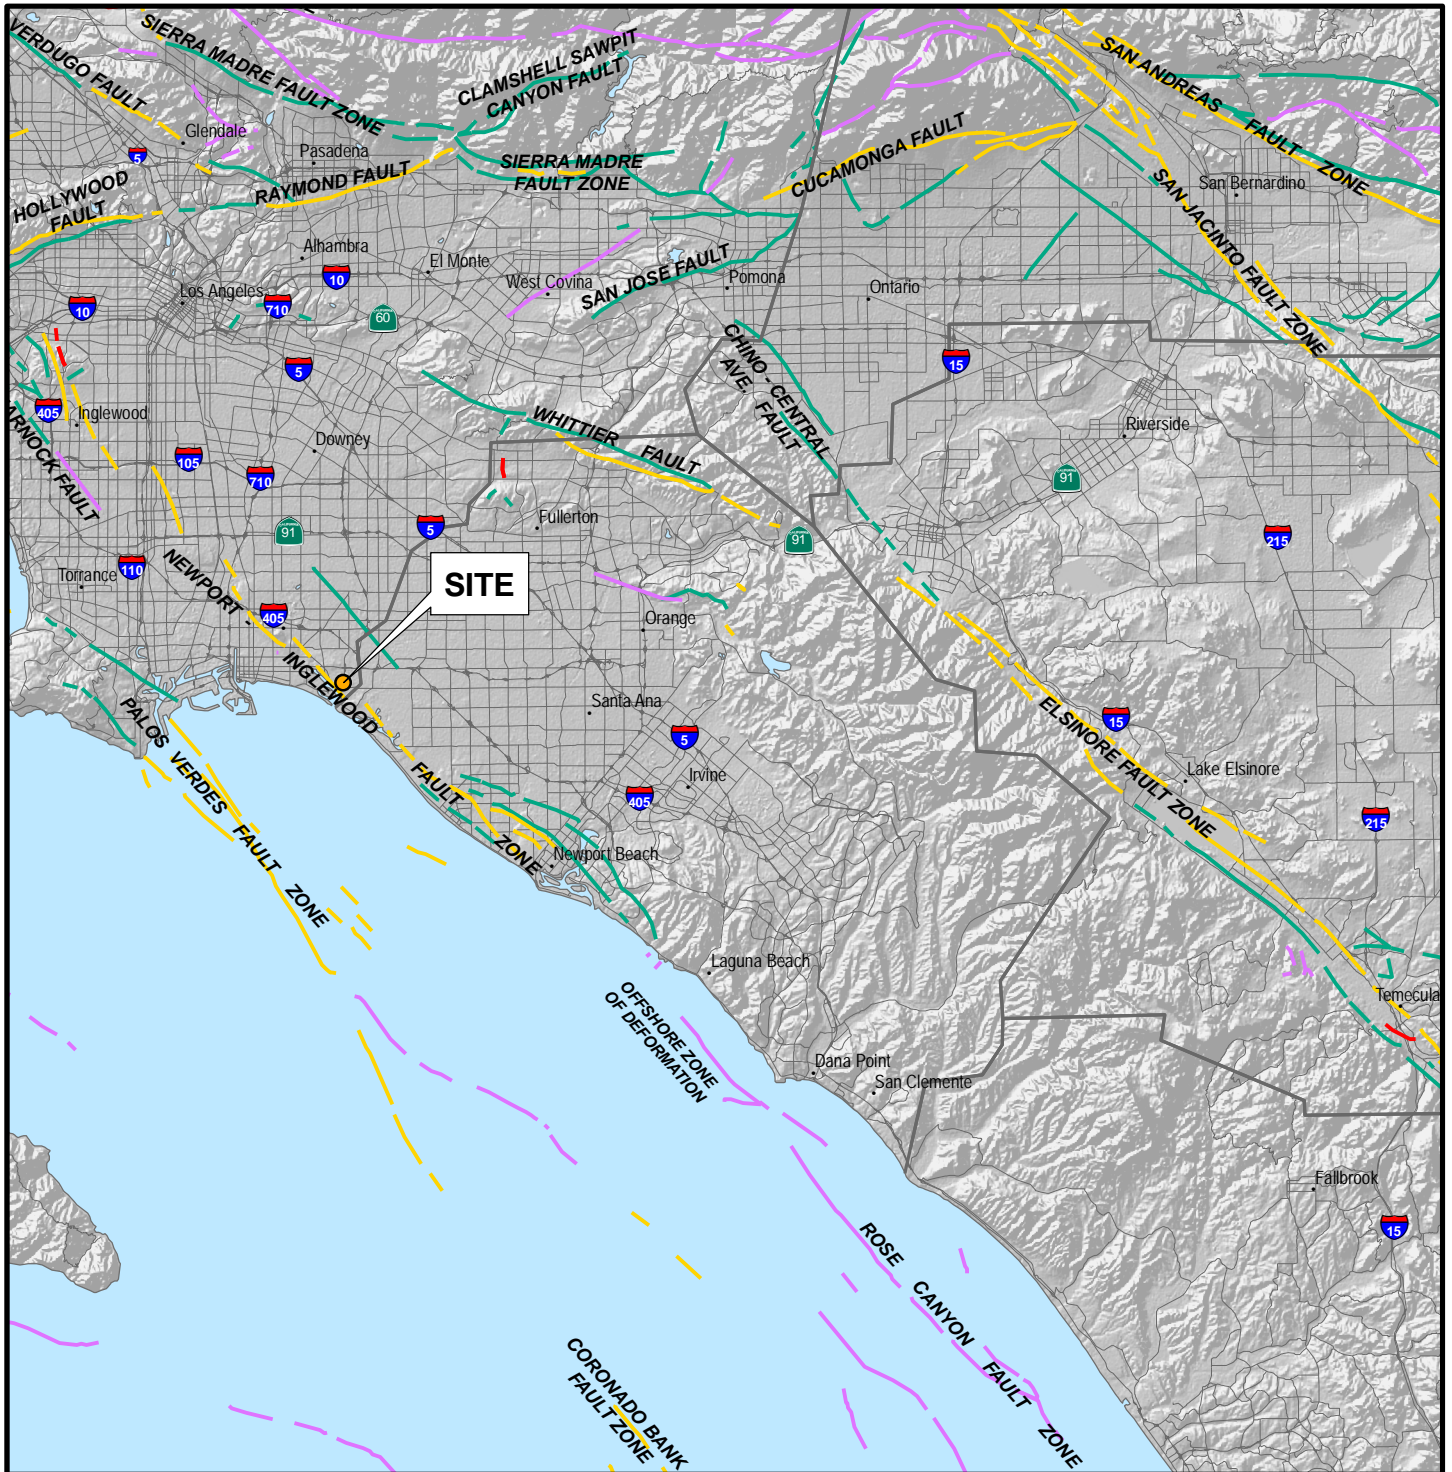 VERDUGO FAULT
SIERRA MADRE FAULT ZONE
CLAMSHELL SAWPIT
CANYON FAULT
SAN ANDREAS FAULT ZONE
Glendale
5
Pasadena
RAYMOND FAULT
SIERRA MADRE
FAULT ZONE
CUCAMONGA FAULT
San Bernardino
HOLLYWOOD
FAULT
SAN JACINTO FAULT ZONE
Alhambra
El Monte
10
West Covina
SAN JOSE FAULT
Pomona
Ontario
Los Angeles
10
710
60
CHINO - CENTRAL
AVE. FAULT
15
5
405
Inglewood
Downey
WHITTIER FAULT
Riverside
ARNOCK FAULT
105
710
91
Fullerton
91
5
91
215
NEWPORT INGLEWOOD FAULT ZONE
Torrance
110
SITE
405
Orange
PALOS VERDES FAULT ZONE
Santa Ana
5
ELSINORE FAULT ZONE
15
Irvine
405
Lake Elsinore
215
Newport Beach
Laguna Beach
OFFSHORE ZONE
OF DEFORMATION
Temecula
Dana Point
San Clemente
Fallbrook
ROSE CANYON FAULT ZONE
15
CORONADO BANK
FAULT ZONE